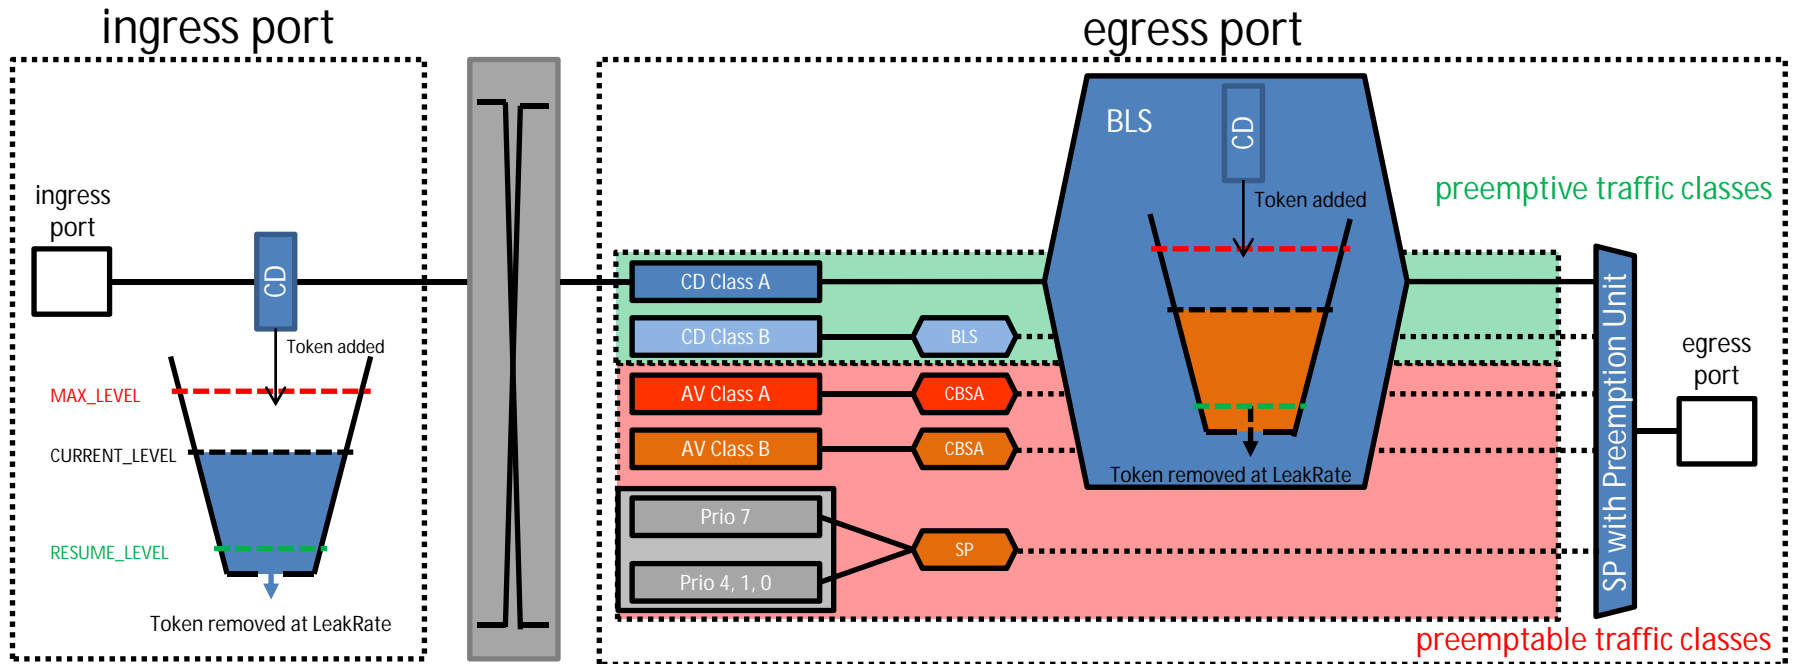 ingress port
egress port
ingress
port
CD
Token added
MAX_LEVEL
CURRENT_LEVEL
RESUME_LEVEL
Token removed at LeakRate
BLS
CD
Token added
preemptive traffic classes
CD Class A
CD Class B
BLS
AV Class A
CBSA
AV Class B
CBSA
Token removed at LeakRate
Prio 7
SP
Prio 4, 1, 0
SP with Preemption Unit
egress
port
preemptable traffic classes